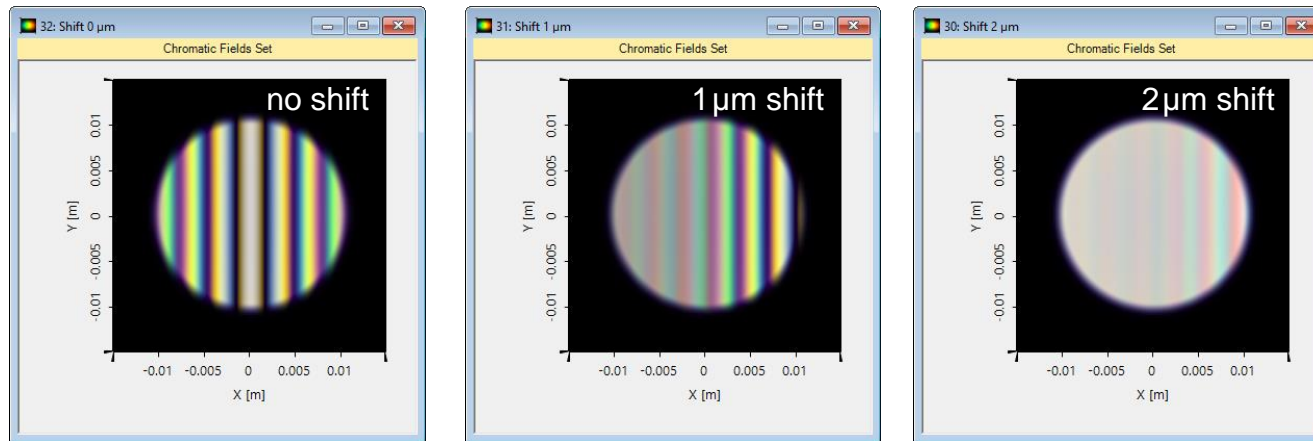 32: Shift 0 µm
Chromatic Fields Set
no shift
Y [m]
0.01
0.005
0
-0.005
-0.01
-0.01 -0.005 0 0.005 0.01
X [m]
31: Shift 1 µm
Chromatic Fields Set
1µm shift
Y [m]
0.01
0.005
0
-0.005
-0.01
-0.01 -0.005 0 0.005 0.01
X [m]
30: Shift 2 µm
Chromatic Fields Set
2µm shift
Y [m]
0.01
0.005
0
-0.005
-0.01
-0.01 -0.005 0 0.005 0.01
X [m]